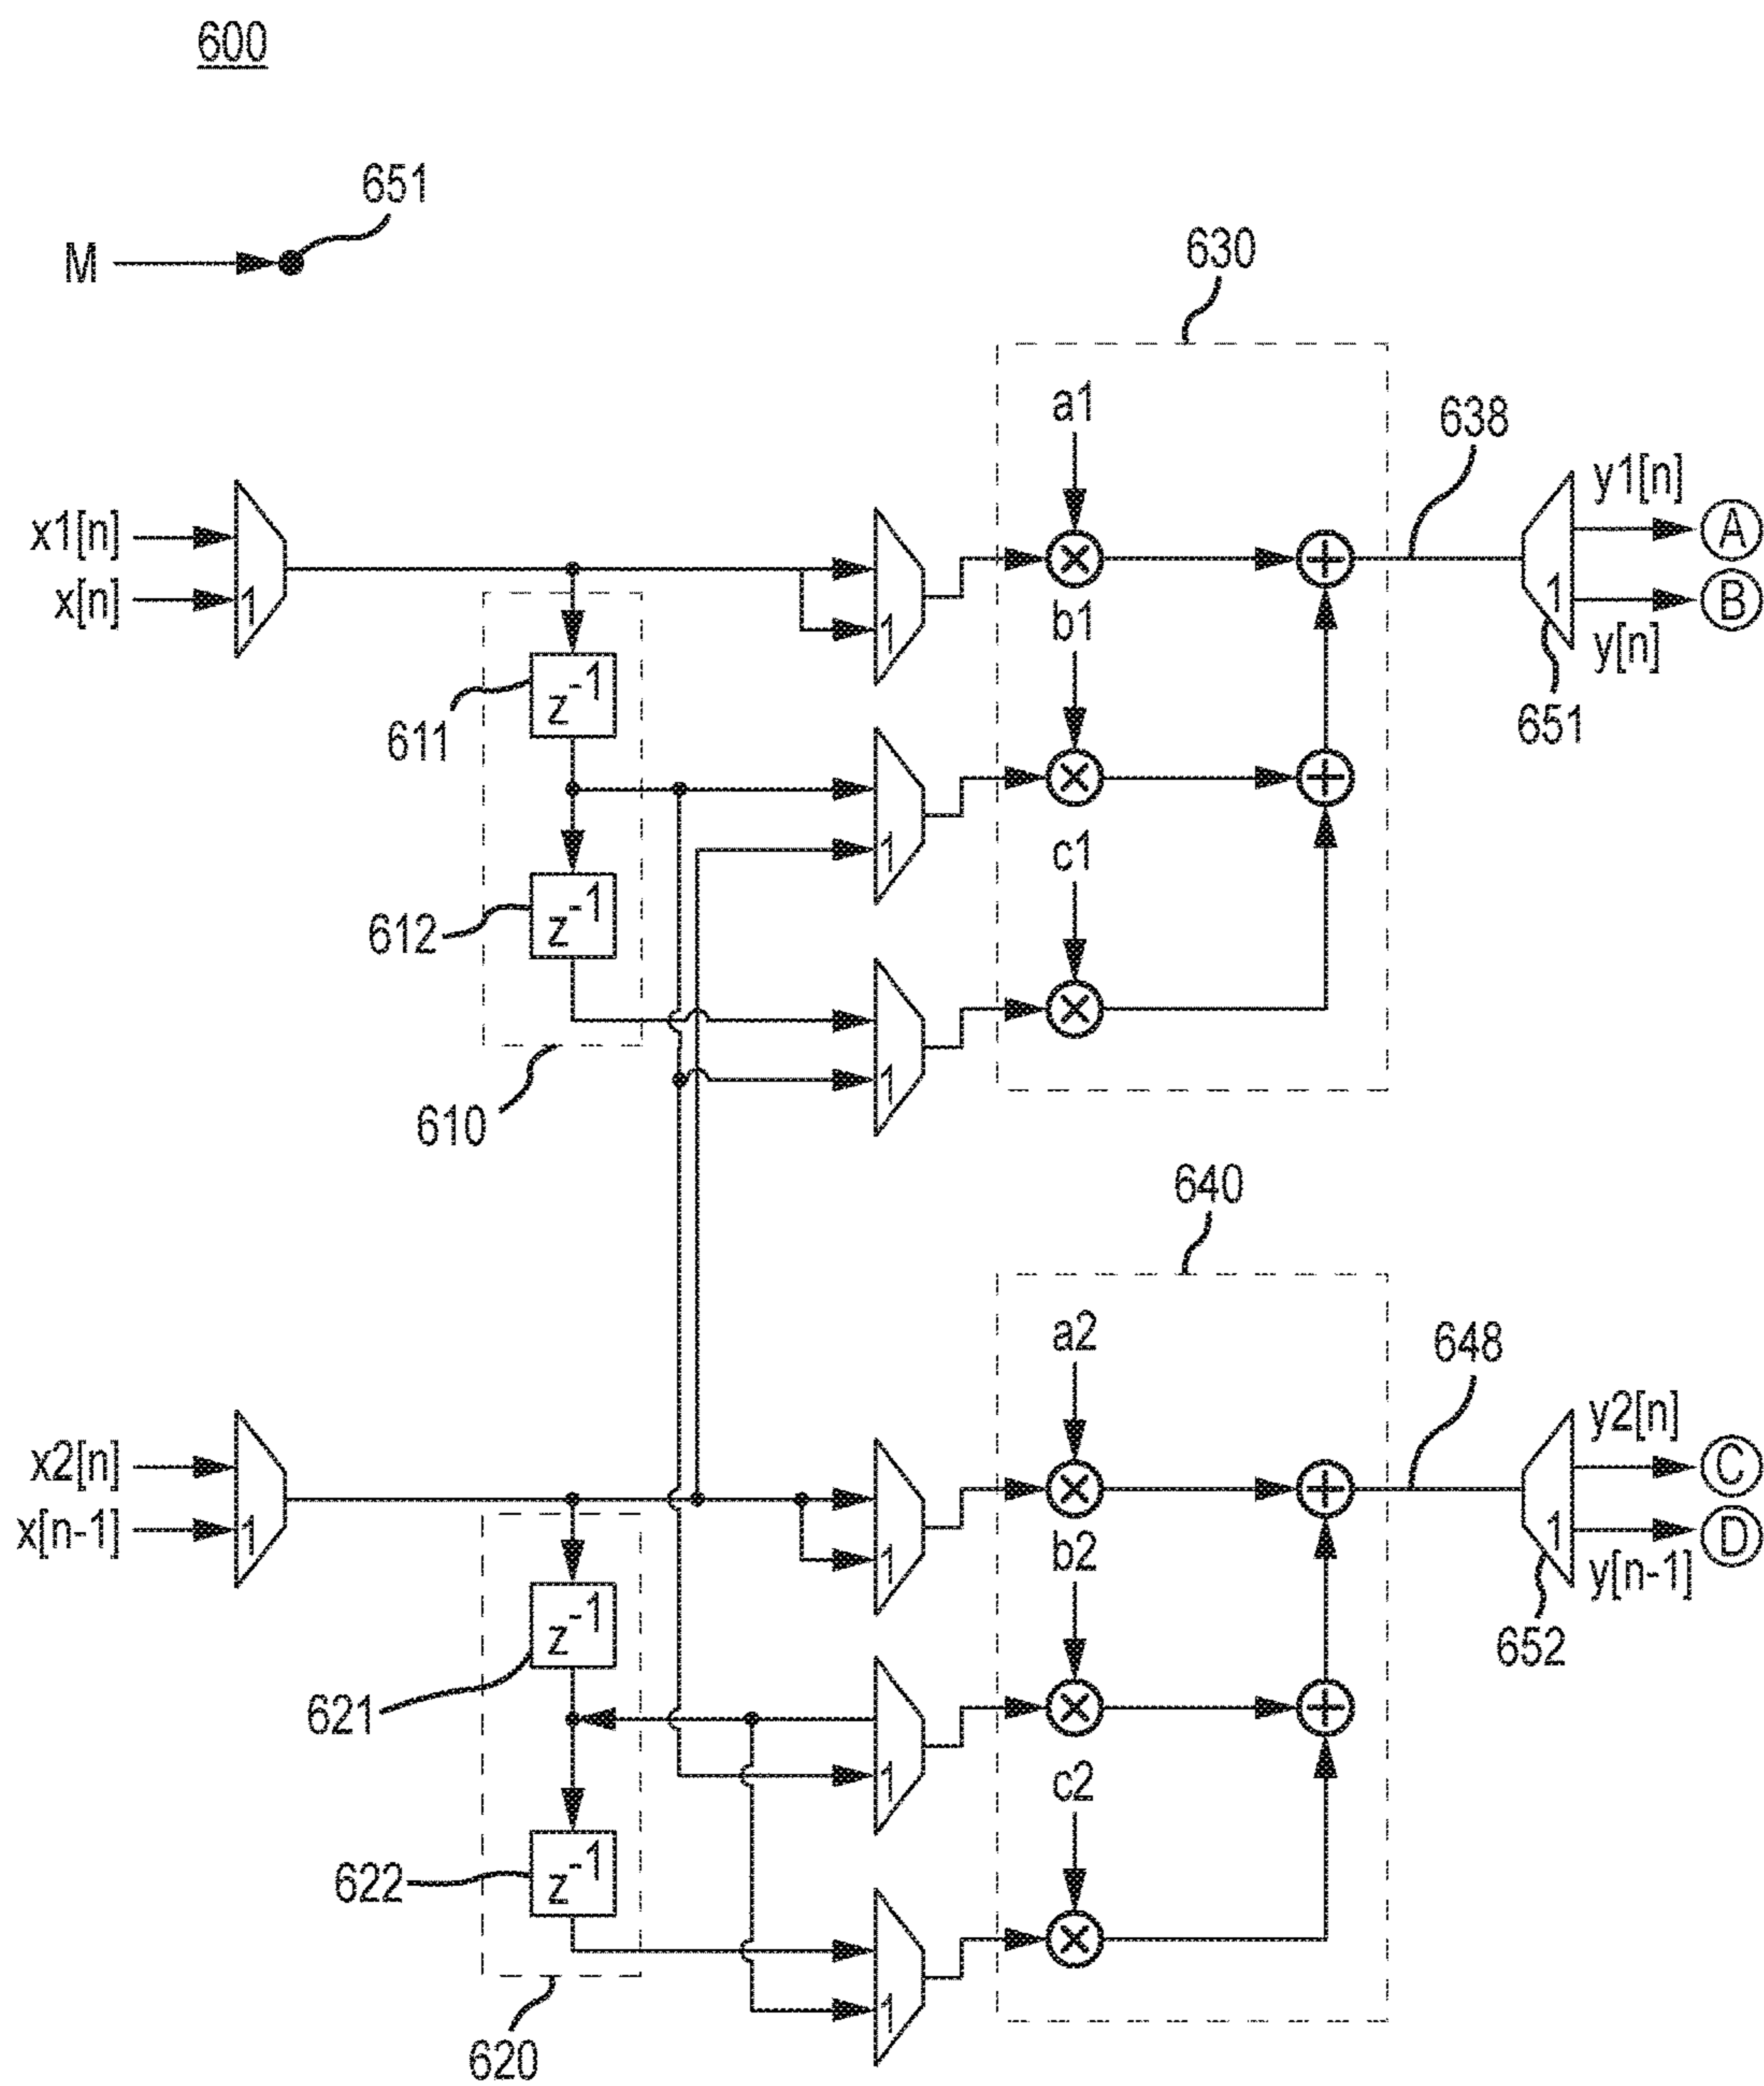 600
651
M
630
a1
638
y1[n]
A
x1[n]
x[n]
1
1
b1
1
B
y[n]
z-1
611
651
1
c1
z-1
612
1
610
640
a2
648
y2[n]
C
x2[n]
x[n-1]
1
1
b2
1
D
y[n-1]
z-1
652
621
1
c2
z-1
622
1
620